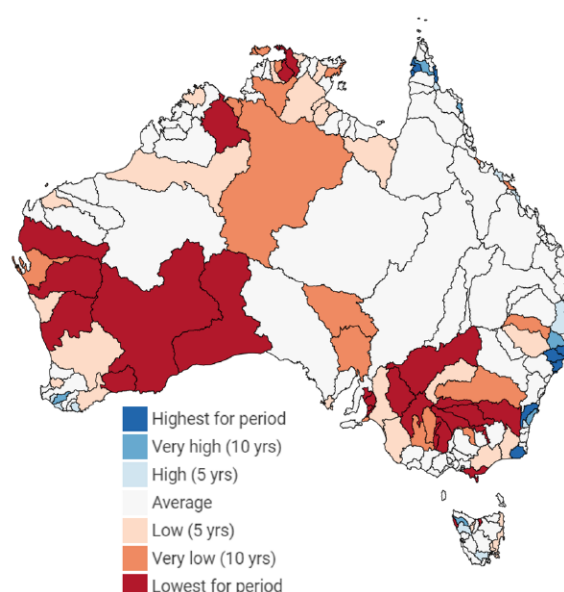 Highest for period
Very high (10 yrs)
High (5 yrs)
Average
Low (5 yrs)
Very low (10 yrs)
Lowest for period